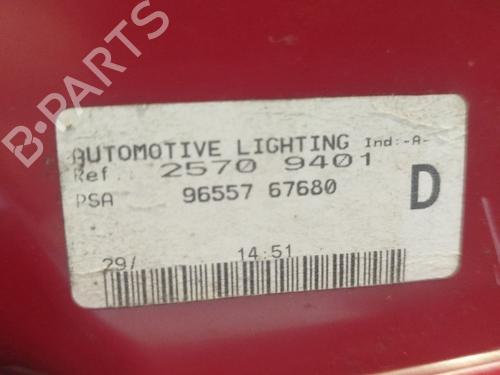 B-PARTS
AUTOMOTIVE LIGHTING Ind:-A-
Ref.: 2570 9401
PSA 96557 67680 D
29/ 14:51